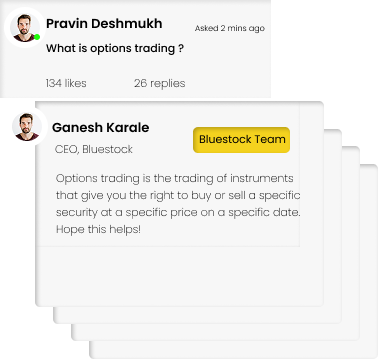 Pravin Deshmukh
Asked 2 mins ago
What is options trading ?
134 likes 26 replies
Ganesh Karale
Bluestock Team
CEO, Bluestock
Options trading is the trading of instruments
that give you the right to buy or sell a specific
security at a specific price on a specific date.
Hope this helps!